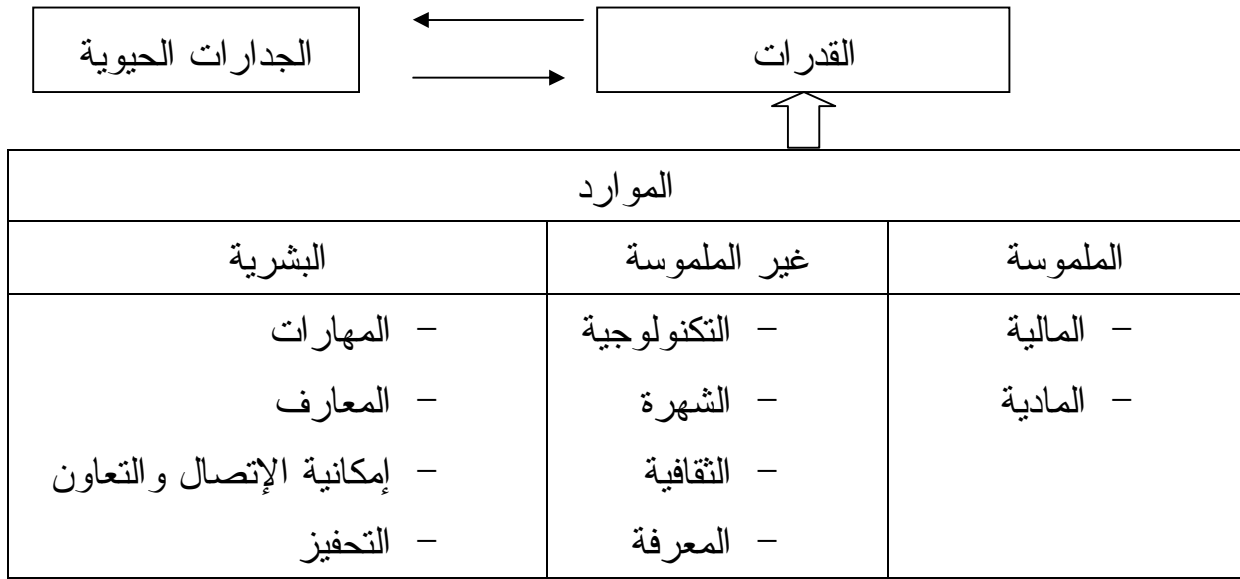 القدرات
الجدارات الحيوية
الموارد
الملموسة
غير الملموسة
البشرية
- المالية
- المادية
- التكنولوجية
- الشهرة
- الثقافية
- المعرفة
- المهارات
- المعارف
- إمكانية الإتصال والتعاون
- التحفيز